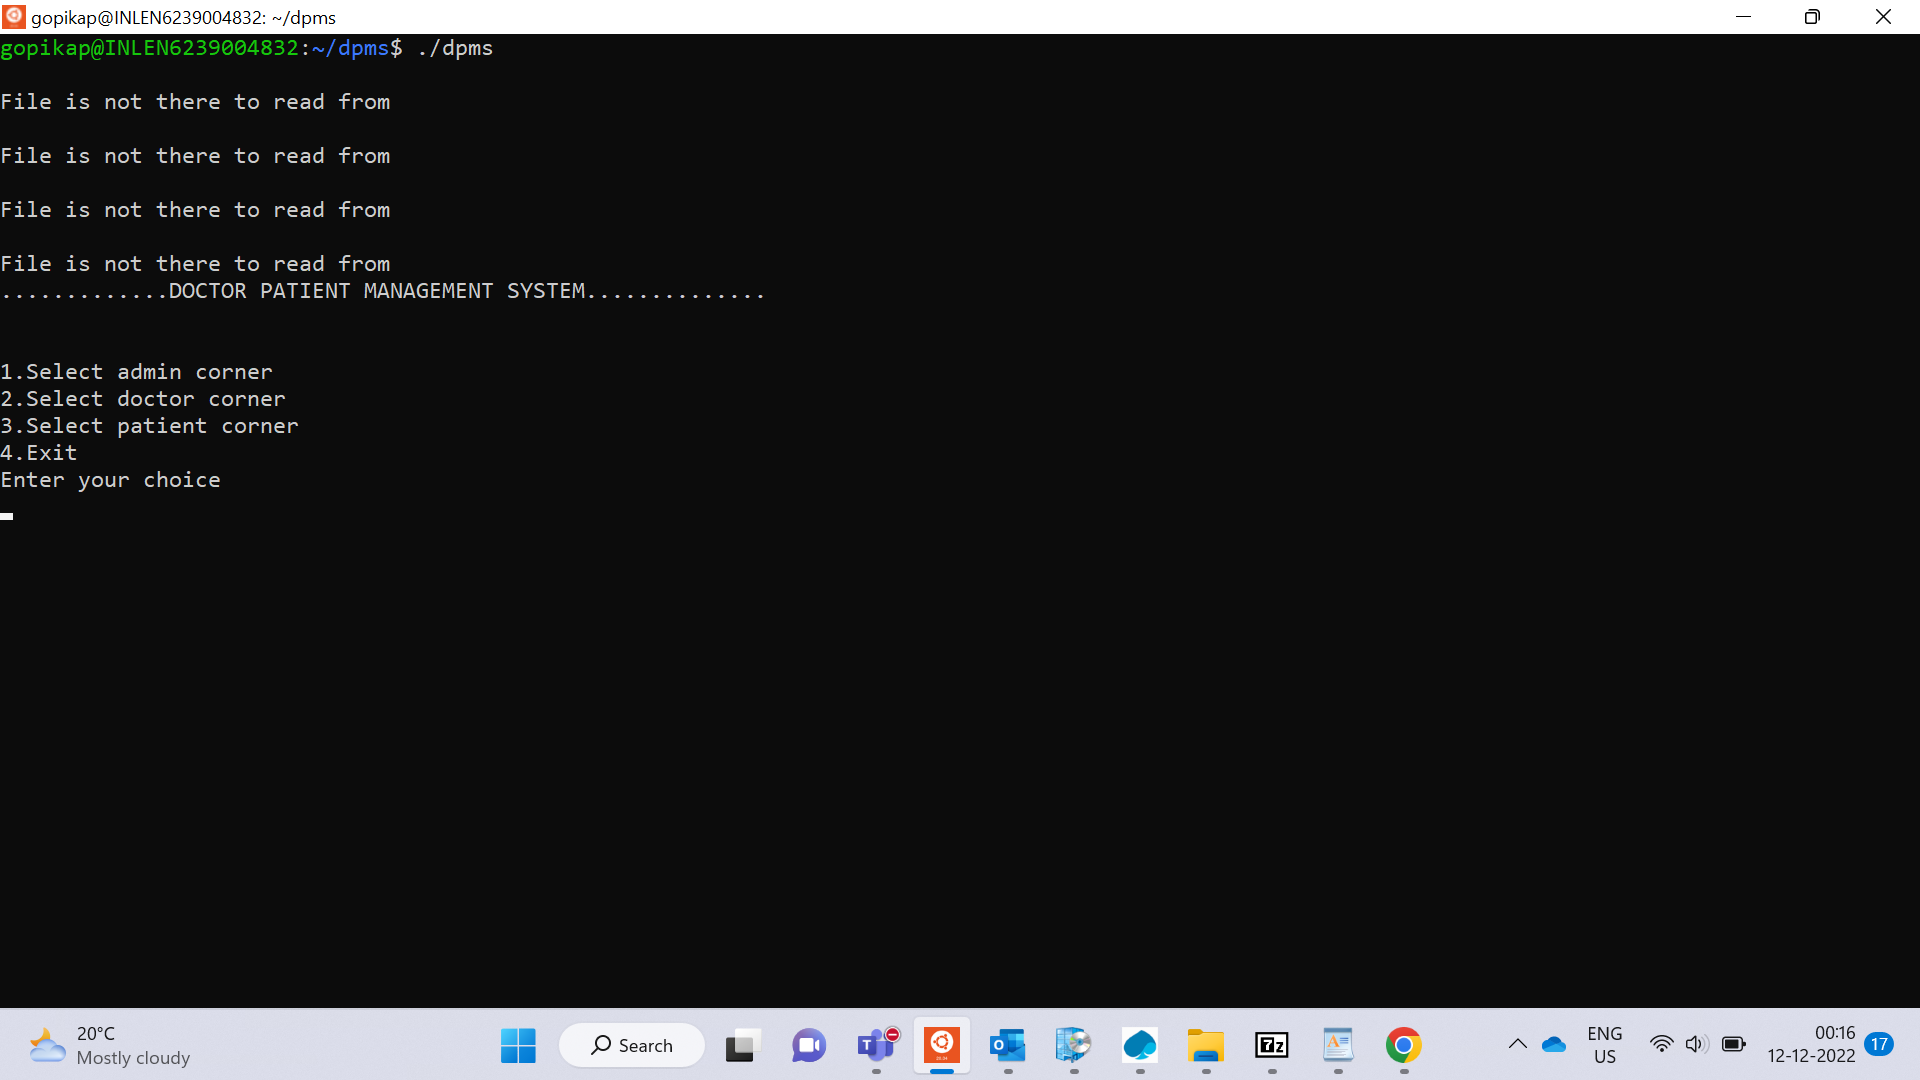 gopikap@INLEN6239004832: ~/dpms
gopikap@INLEN6239004832:~/dpms$ ./dpms
File is not there to read from
File is not there to read from
File is not there to read from
File is not there to read from
.............DOCTOR PATIENT MANAGEMENT SYSTEM..............
1.Select admin corner
2.Select doctor corner
3.Select patient corner
4.Exit
Enter your choice
20°C
Mostly cloudy
Search
ENG
US
00:16
12-12-2022
17